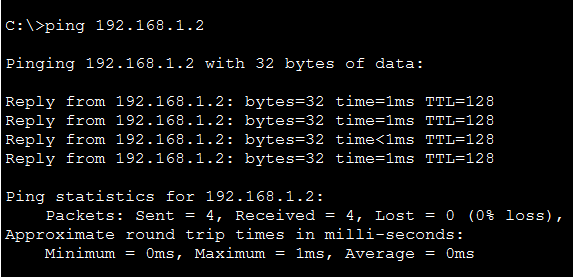 C:\>ping 192.168.1.2
Pinging 192.168.1.2 with 32 bytes of data:
Reply from 192.168.1.2: bytes=32 time=1ms TTL=128
Reply from 192.168.1.2: bytes=32 time=1ms TTL=128
Reply from 192.168.1.2: bytes=32 time<1ms TTL=128
Reply from 192.168.1.2: bytes=32 time=1ms TTL=128
Ping statistics for 192.168.1.2:
    Packets: Sent = 4, Received = 4, Lost = 0 (0% loss),
Approximate round trip times in milli-seconds:
    Minimum = 0ms, Maximum = 1ms, Average = 0ms